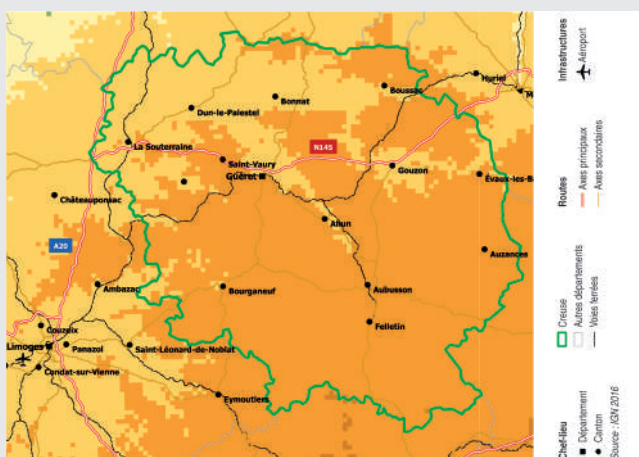 Huriel
Boussac
Bonnat
Dun-le-Palestel
N145
La Souterraine
Saint-Vaury
Guéret
Gouzon
Évaux-les-B
Châteauponsac
Ahun
A20
Auzances
Ambazac
Bourganeuf
Aubusson
Couzeix
Felletin
Limoges
Panazol
Saint-Léonard-de-Noblat
Condat-sur-Vienne
Eymoutiers
Infrastructures
Aéroport
Routes
Axes principaux
Axes secondaires
Creuse
Autres départements
Voies ferrées
Chef-lieu
Département
Canton
Source : IGN 2016